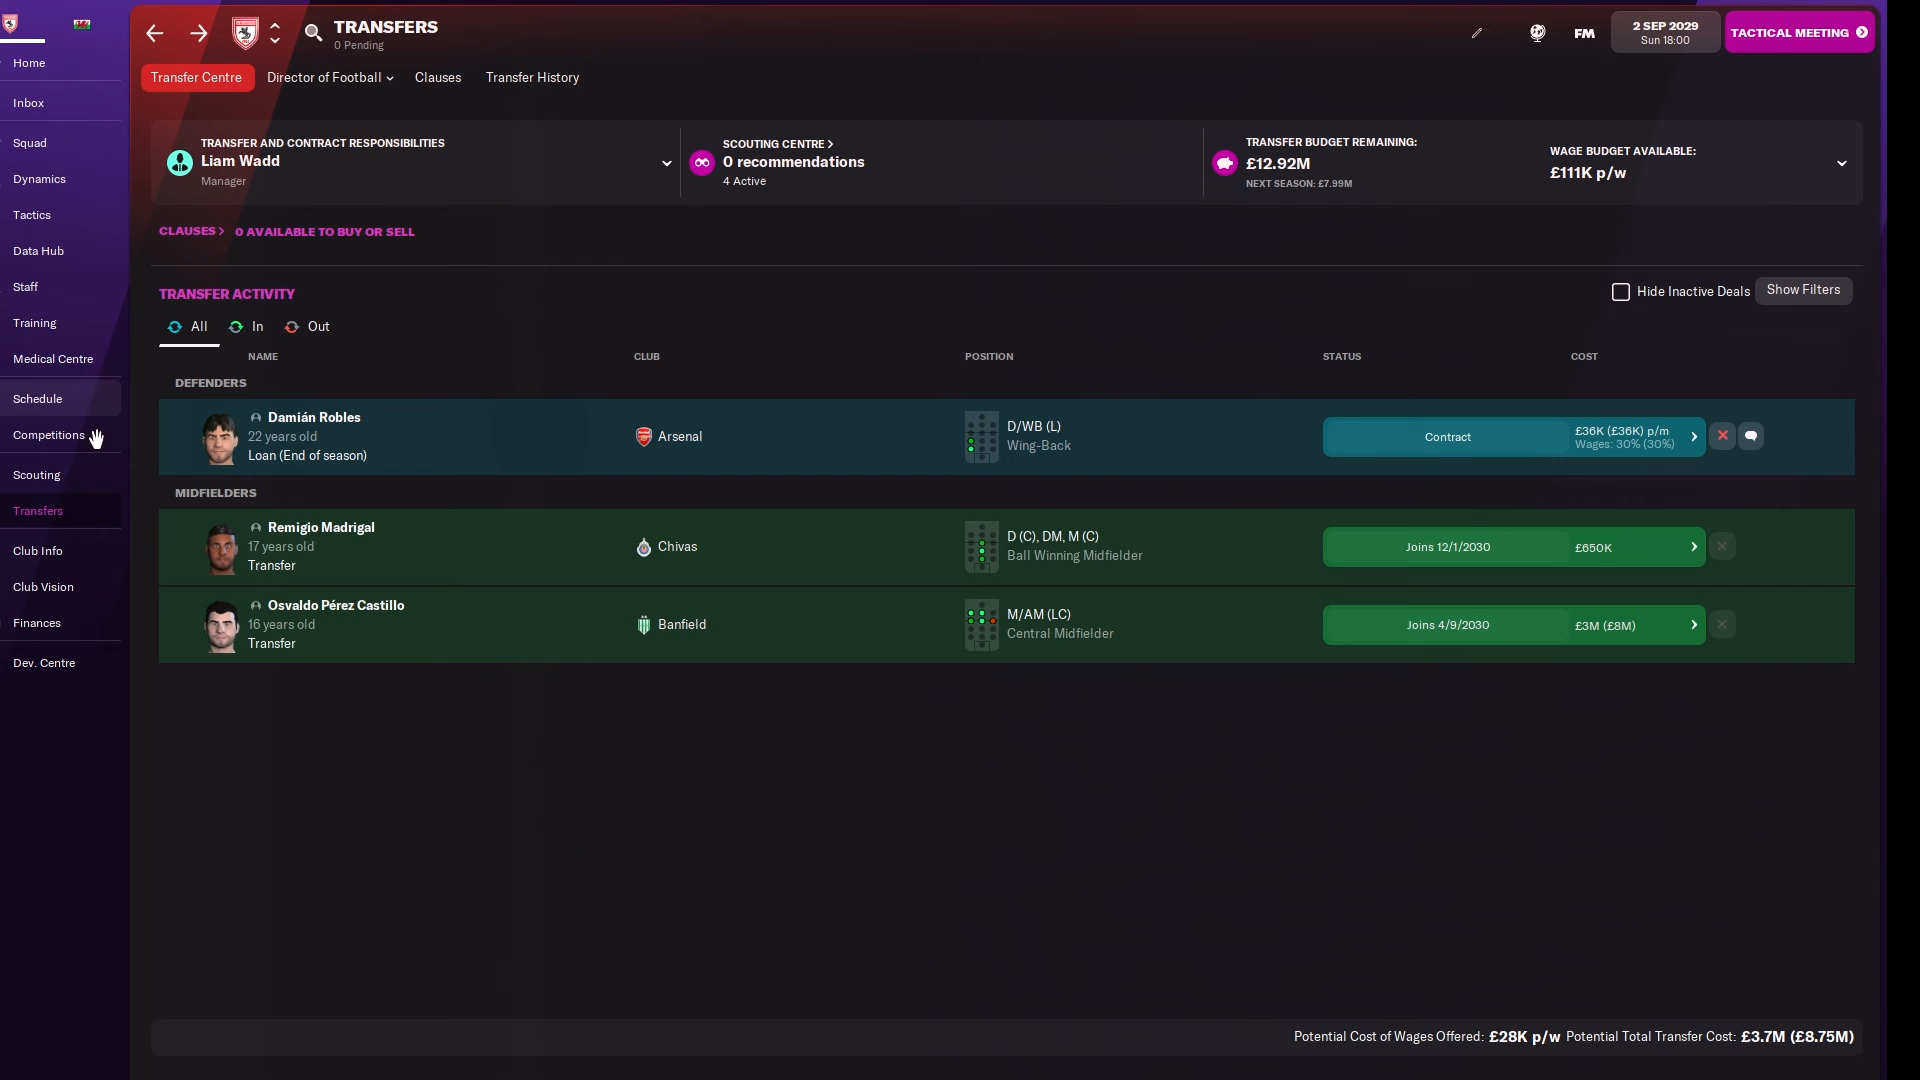 TRANSFERS
0 Pending
FM
2 SEP 2029
Sun 18:00
TACTICAL MEETING
Transfer Centre
Director of Football
Clauses
Transfer History
Home
Inbox
Squad
Dynamics
Tactics
Data Hub
Staff
Training
Medical Centre
Schedule
Competitions
Scouting
Transfers
Club Info
Club Vision
Finances
Dev. Centre
TRANSFER AND CONTRACT RESPONSIBILITIES
Liam Wadd
Manager
SCOUTING CENTRE >
0 recommendations
4 Active
TRANSFER BUDGET REMAINING:
£12.92M
NEXT SEASON: £7.99M
WAGE BUDGET AVAILABLE:
£111K p/w
CLAUSES > 0 AVAILABLE TO BUY OR SELL
TRANSFER ACTIVITY
Hide Inactive Deals
Show Filters
All In Out
NAME CLUB POSITION STATUS COST
DEFENDERS
Damián Robles
22 years old
Loan (End of season)
Arsenal
D/WB (L)
Wing-Back
Contract
£36K (£36K) p/m
Wages: 30% (30%)
MIDFIELDERS
Remigio Madrigal
17 years old
Transfer
Chivas
D (C), DM, M (C)
Ball Winning Midfielder
Joins 12/1/2030
£650K
Osvaldo Pérez Castillo
16 years old
Transfer
Banfield
M/AM (LC)
Central Midfielder
Joins 4/9/2030
£3M (£8M)
Potential Cost of Wages Offered: £28K p/w Potential Total Transfer Cost: £3.7M (£8.75M)